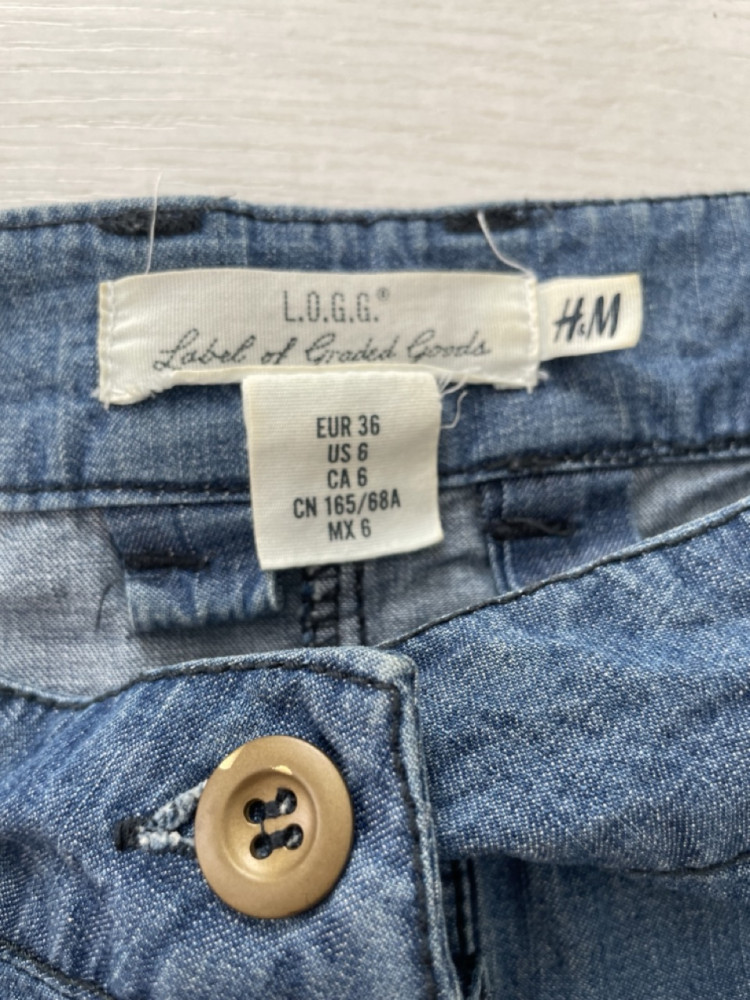 L.O.G.G.®
Label of Graded Goods
H&M
EUR 36
US 6
CA 6
CN 165/68A
MX 6